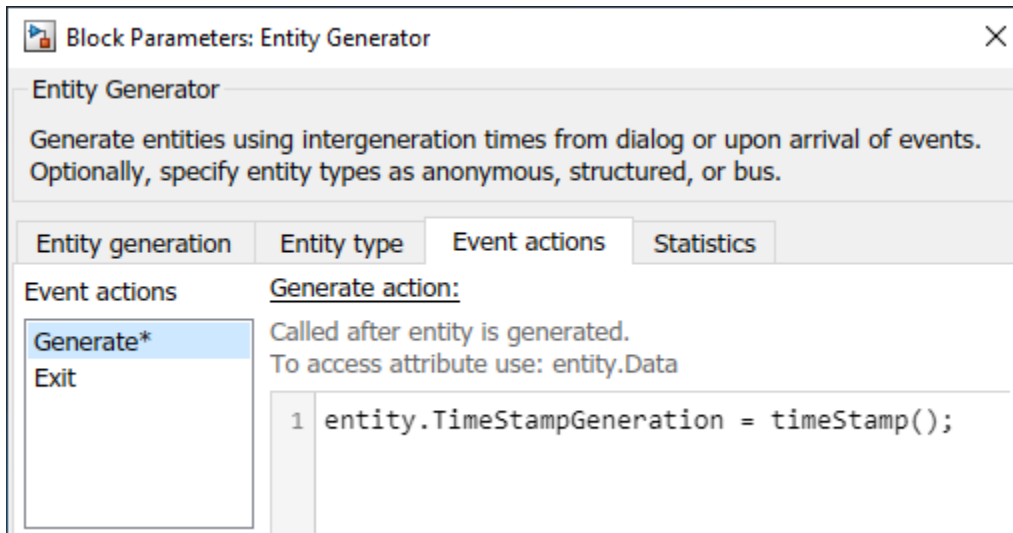 Block Parameters: Entity Generator
Entity Generator
Generate entities using intergeneration times from dialog or upon arrival of events.
Optionally, specify entity types as anonymous, structured, or bus.
Entity generation Entity type Event actions Statistics
Event actions
Generate*
Exit
Generate action:
Called after entity is generated.
To access attribute use: entity.Data
1 entity.TimeStampGeneration = timeStamp();